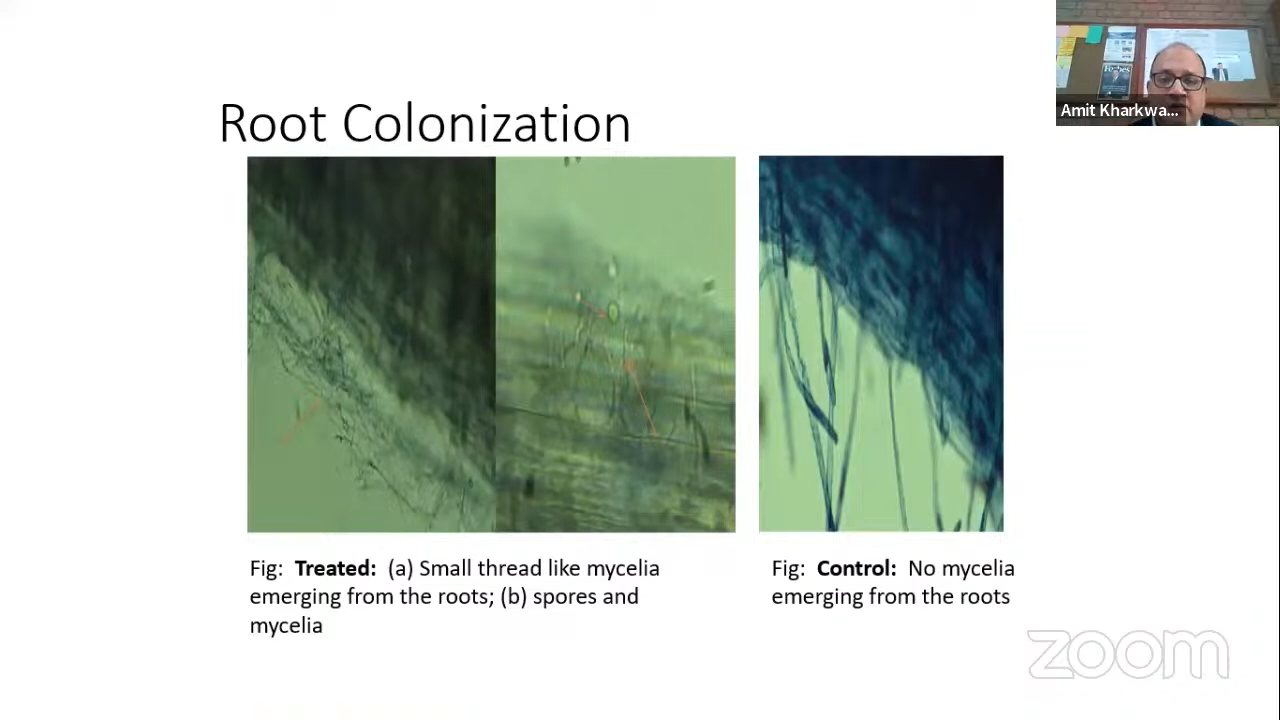 Root Colonization
Fig: Treated: (a) Small thread like mycelia
emerging from the roots; (b) spores and
mycelia
Fig: Control: No mycelia
emerging from the roots
Forbes
Amit Kharkwa...
zoom